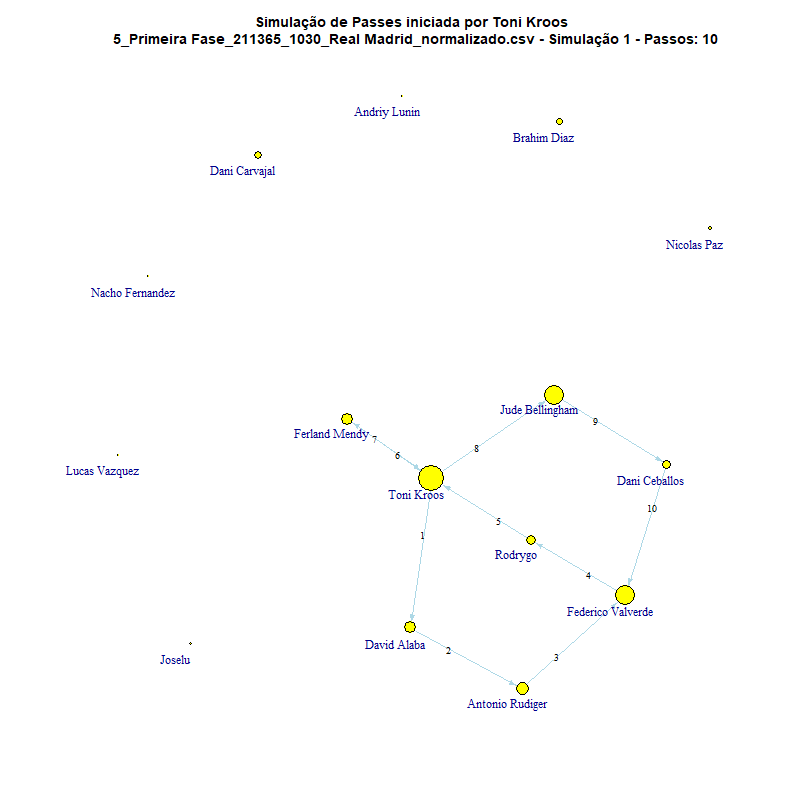 Simulação de Passes iniciada por Toni Kroos
5_Primeira Fase_211365_1030_Real Madrid_normalizado.csv - Simulação 1 - Passos: 10
Andriy Lunin
Brahim Diaz
Dani Carvajal
Nicolas Paz
Nacho Fernandez
Jude Bellingham
9
Ferland Mendy
7
8
6
Lucas Vazquez
Dani Ceballos
Toni Kroos
10
5
1
Rodrygo
4
Federico Valverde
David Alaba
2
3
Joselu
Antonio Rudiger